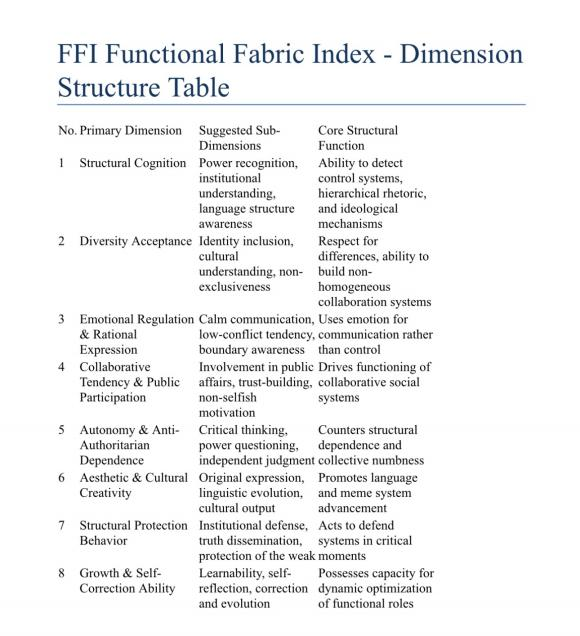 FFI Functional Fabric Index - Dimension
Structure Table
No. Primary Dimension Suggested Sub- Core Structural
Dimensions Function
1 Structural Cognition Power recognition, Ability to detect
institutional control systems,
understanding, hierarchical rhetoric,
language structure and ideological
awareness mechanisms
2 Diversity Acceptance Identity inclusion, Respect for
cultural differences, ability to
understanding, non- build non-
exclusiveness homogeneous
collaboration systems
3 Emotional Regulation Calm communication, Uses emotion for
& Rational low-conflict tendency, communication rather
Expression boundary awareness than control
4 Collaborative Involvement in public Drives functioning of
Tendency & Public affairs, trust-building, collaborative social
Participation non-selfish systems
motivation
5 Autonomy & Anti- Critical thinking, Counters structural
Authoritarian power questioning, dependence and
Dependence independent judgment collective numbness
6 Aesthetic & Cultural Original expression, Promotes language
Creativity linguistic evolution, and meme system
cultural output advancement
7 Structural Protection Institutional defense, Acts to defend
Behavior truth dissemination, systems in critical
protection of the weak moments
8 Growth & Self- Learnability, self- Possesses capacity for
Correction Ability reflection, correction dynamic optimization
and evolution of functional roles